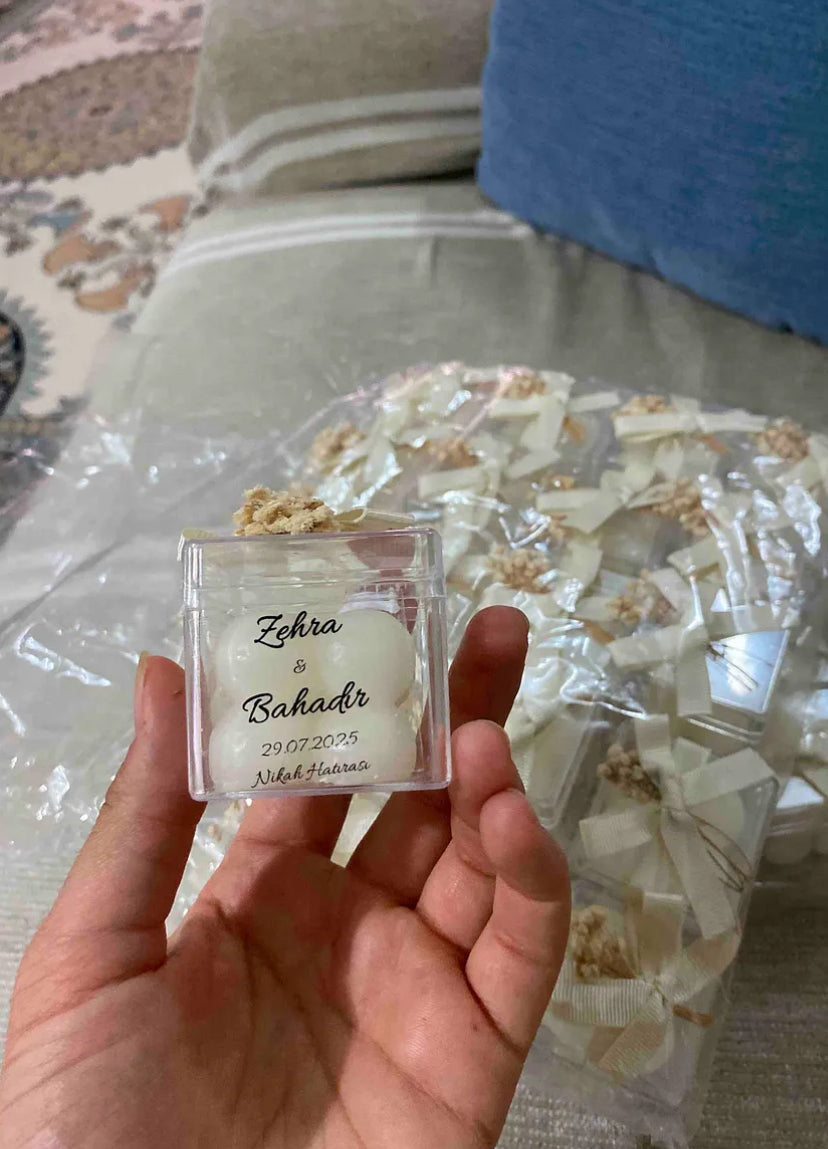 Zehra
&
Bahadır
29.07.2025
Nikah Hatırası